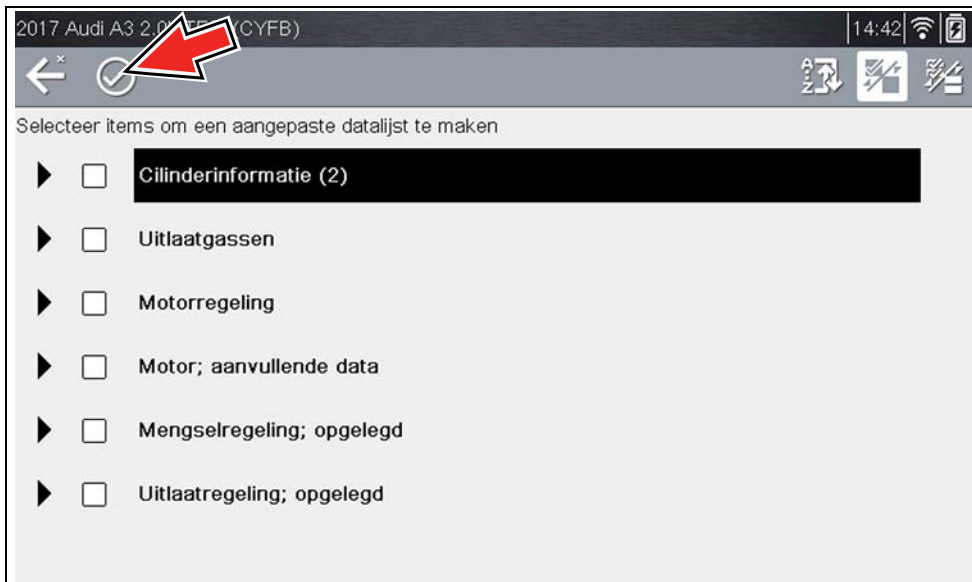 2017 Audi A3 2.0 (CYFB) 14:42
Selecteer items om een aangepaste datalijst te maken
Cilinderinformatie (2)
Uitlaatgassen
Motorregeling
Motor; aanvullende data
Mengselregeling; opgelegd
Uitlaatregeling; opgelegd